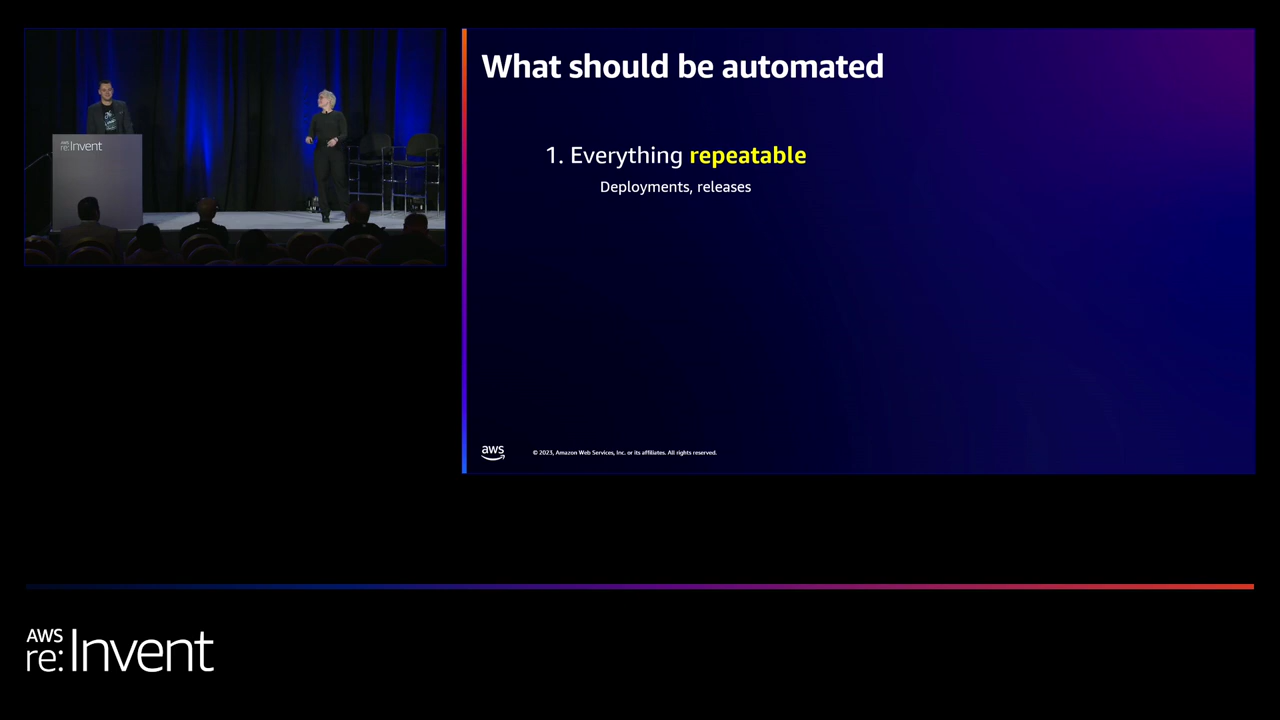 aws
re:Invent
What should be automated
1. Everything repeatable
Deployments, releases
aws
© 2023, Amazon Web Services, Inc. or its affiliates. All rights reserved.
AWS
re:Invent